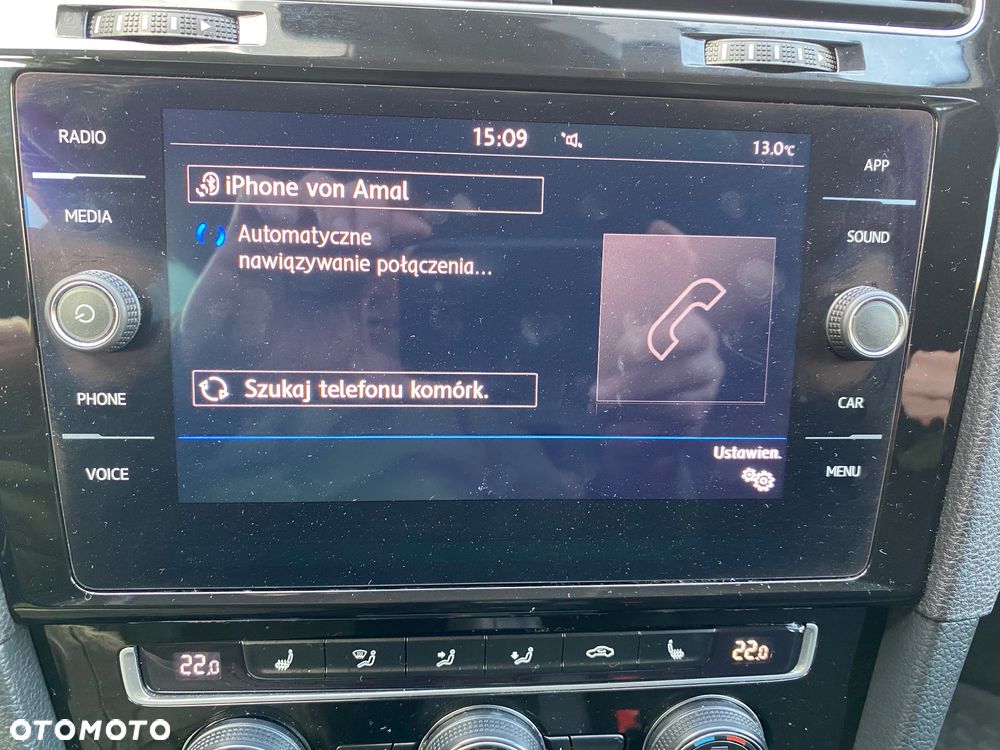 RADIO
MEDIA
PHONE
VOICE
15:09
13.0°C
iPhone von Amal
Automatyczne
nawiązywanie połączenia...
Szukaj telefonu komórk.
Ustawien.
APP
SOUND
CAR
MENU
22.0
22.0
OTOMOTO